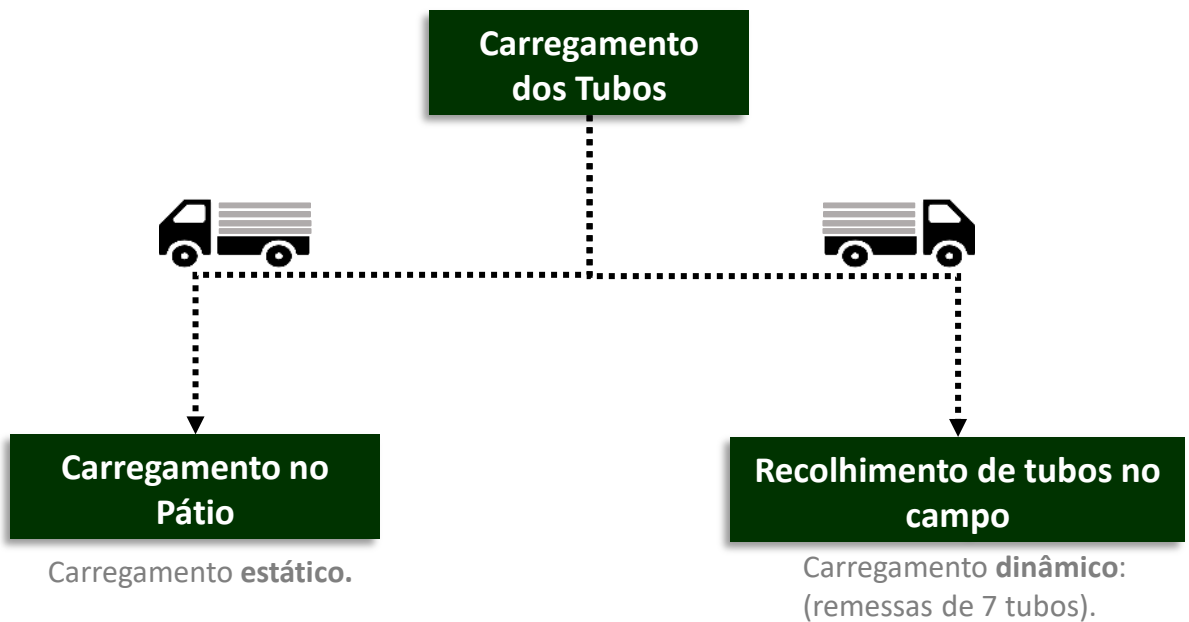 Carregamento
dos Tubos
Carregamento no
Pátio
Carregamento estático.
Recolhimento de tubos no
campo
Carregamento dinâmico:
(remessas de 7 tubos).